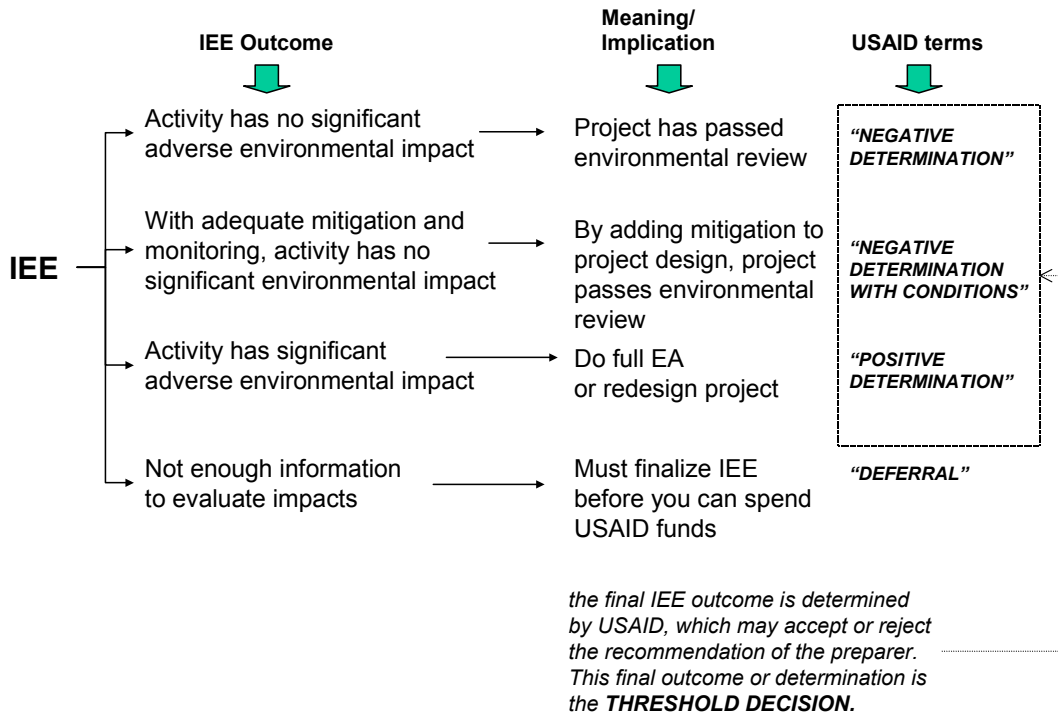 IEE Outcome
Meaning/
Implication
USAID terms
IEE
Activity has no significant
adverse environmental impact
Project has passed
environmental review
“NEGATIVE
DETERMINATION”
With adequate mitigation and
monitoring, activity has no
significant environmental impact
By adding mitigation to
project design, project
passes environmental
review
“NEGATIVE
DETERMINATION
WITH CONDITIONS”
Activity has significant
adverse environmental impact
Do full EA
or redesign project
“POSITIVE
DETERMINATION”
Not enough information
to evaluate impacts
Must finalize IEE
before you can spend
USAID funds
“DEFERRAL”
the final IEE outcome is determined
by USAID, which may accept or reject
the recommendation of the preparer.
This final outcome or determination is
the THRESHOLD DECISION.